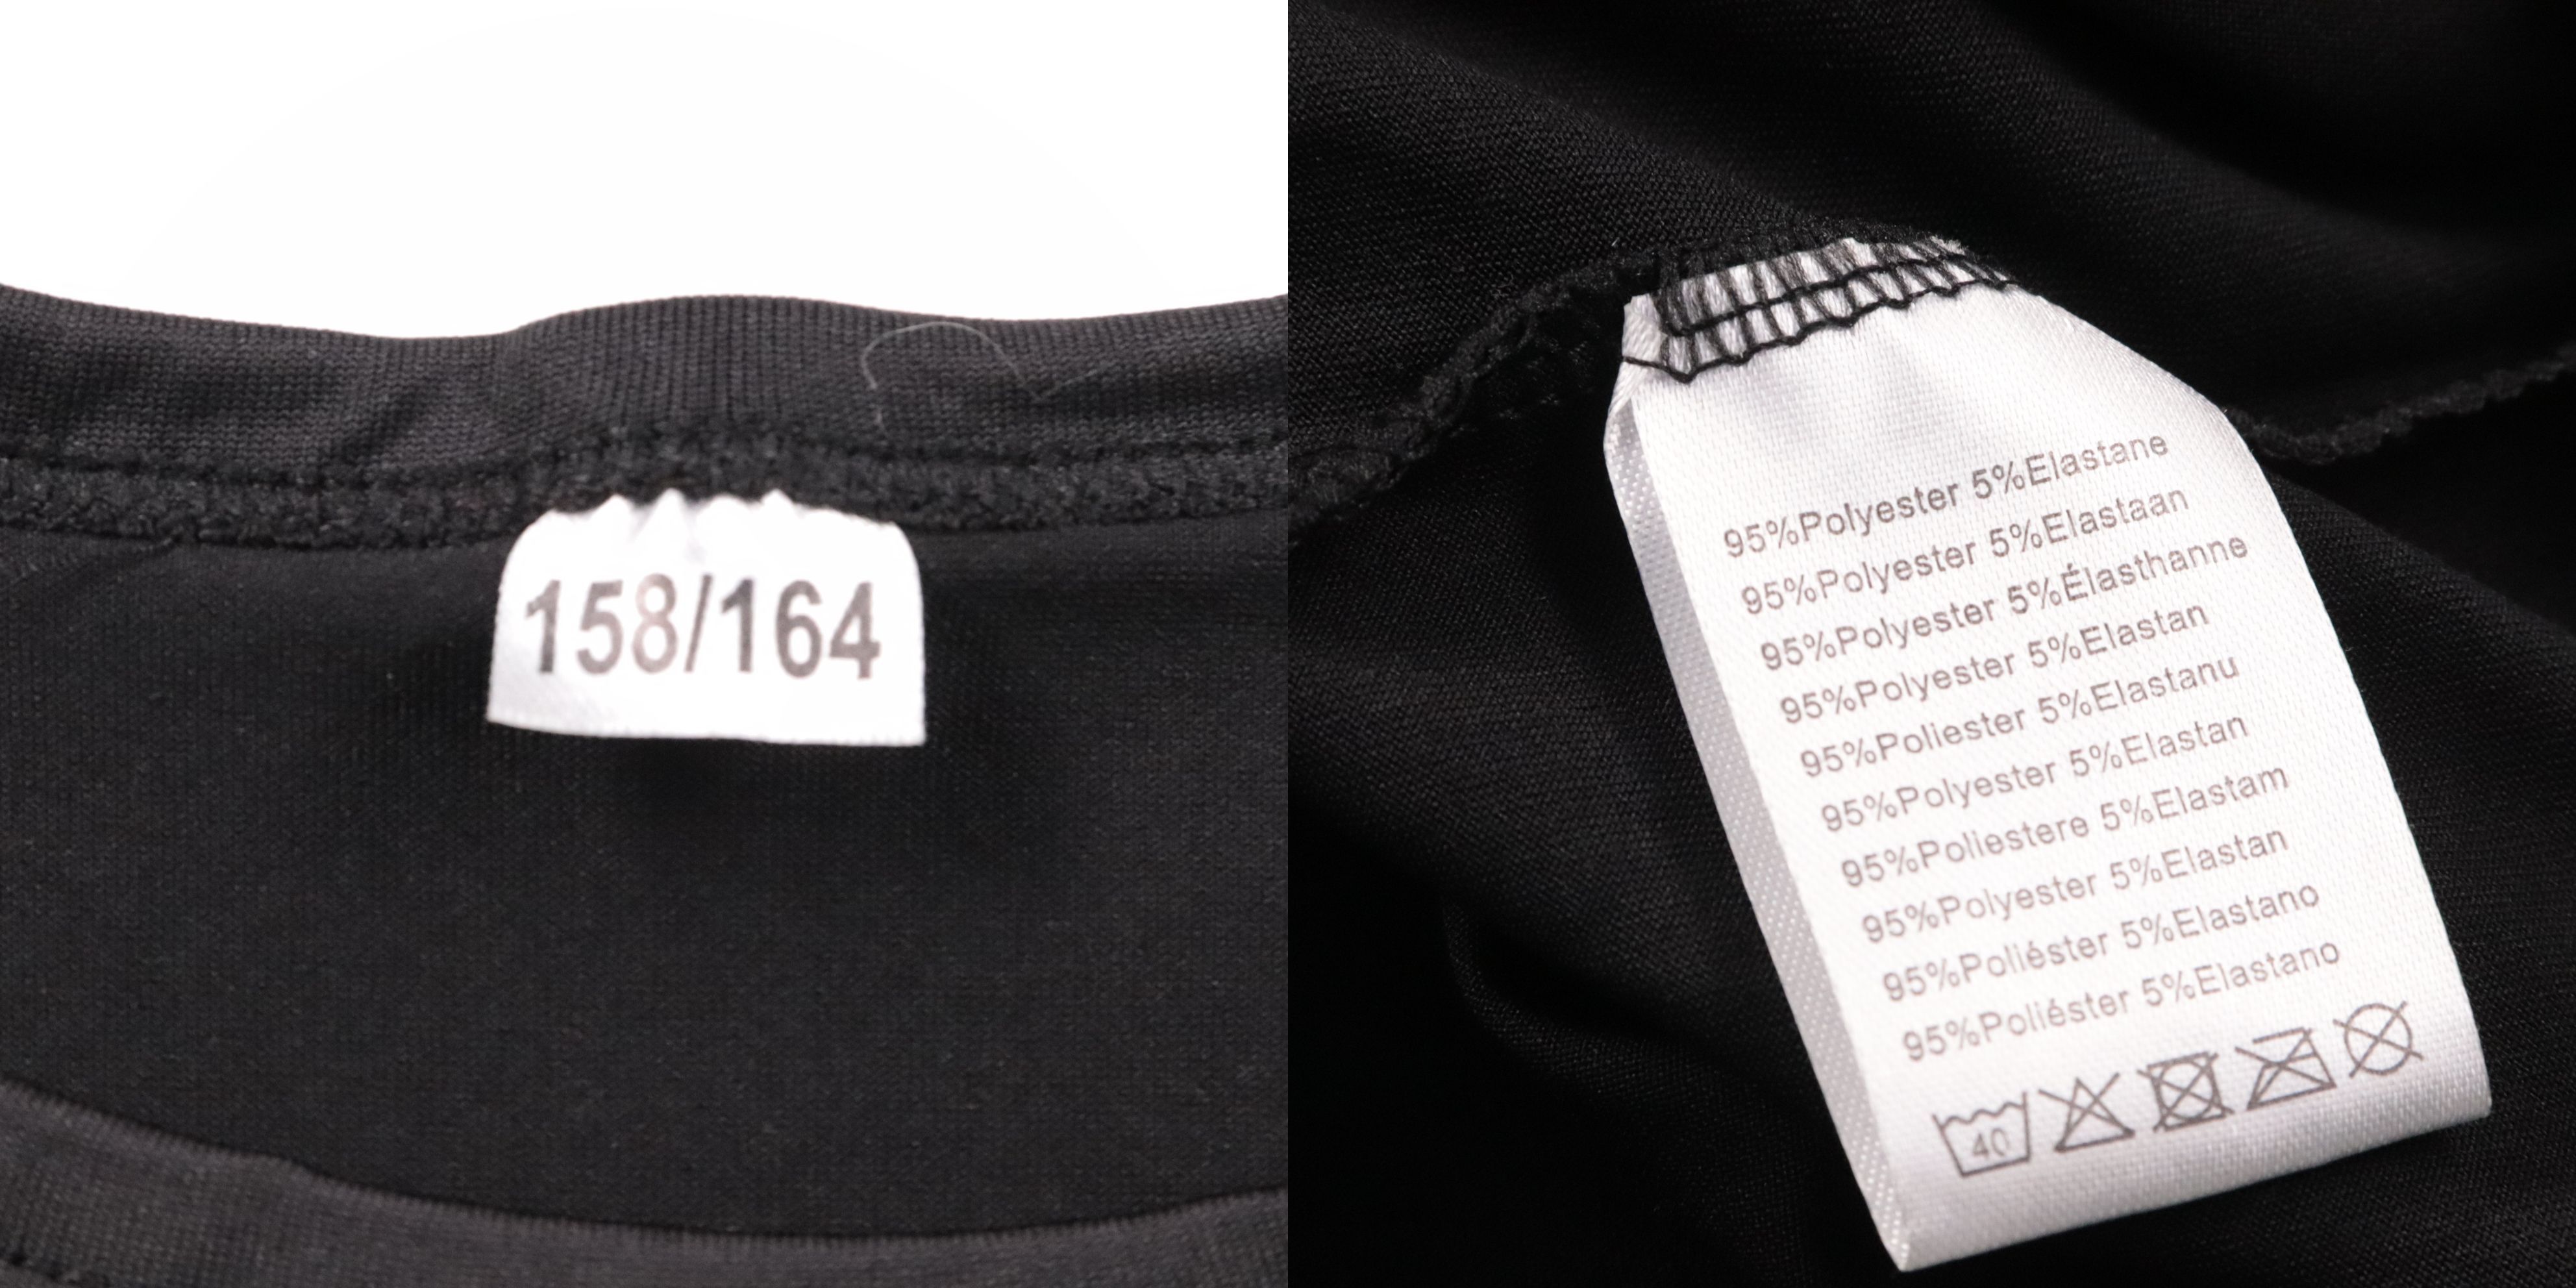 158/164
95%Polyester 5%Elastane
95%Polyester 5%Elastaan
95%Polyester 5%Élasthanne
95%Polyester 5%Elastan
95%Poliester 5%Elastanu
95%Polyester 5%Elastan
95%Poliestere 5%Elastam
95%Polyester 5%Elastan
95%Poliéster 5%Elastano
95%Poliéster 5%Elastano
40